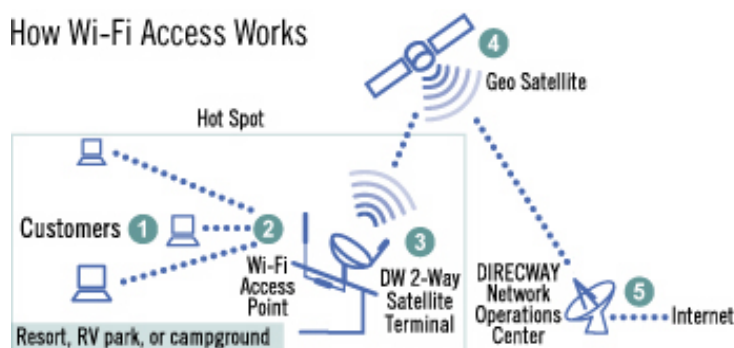 How Wi-Fi Access Works
4
Geo Satellite
Hot Spot
Customers 1
2
Wi-Fi
Access
Point
3
DW 2-Way
Satellite
Terminal
DIRECWAY
Network
Operations
Center
5
Internet
Resort, RV park, or campground